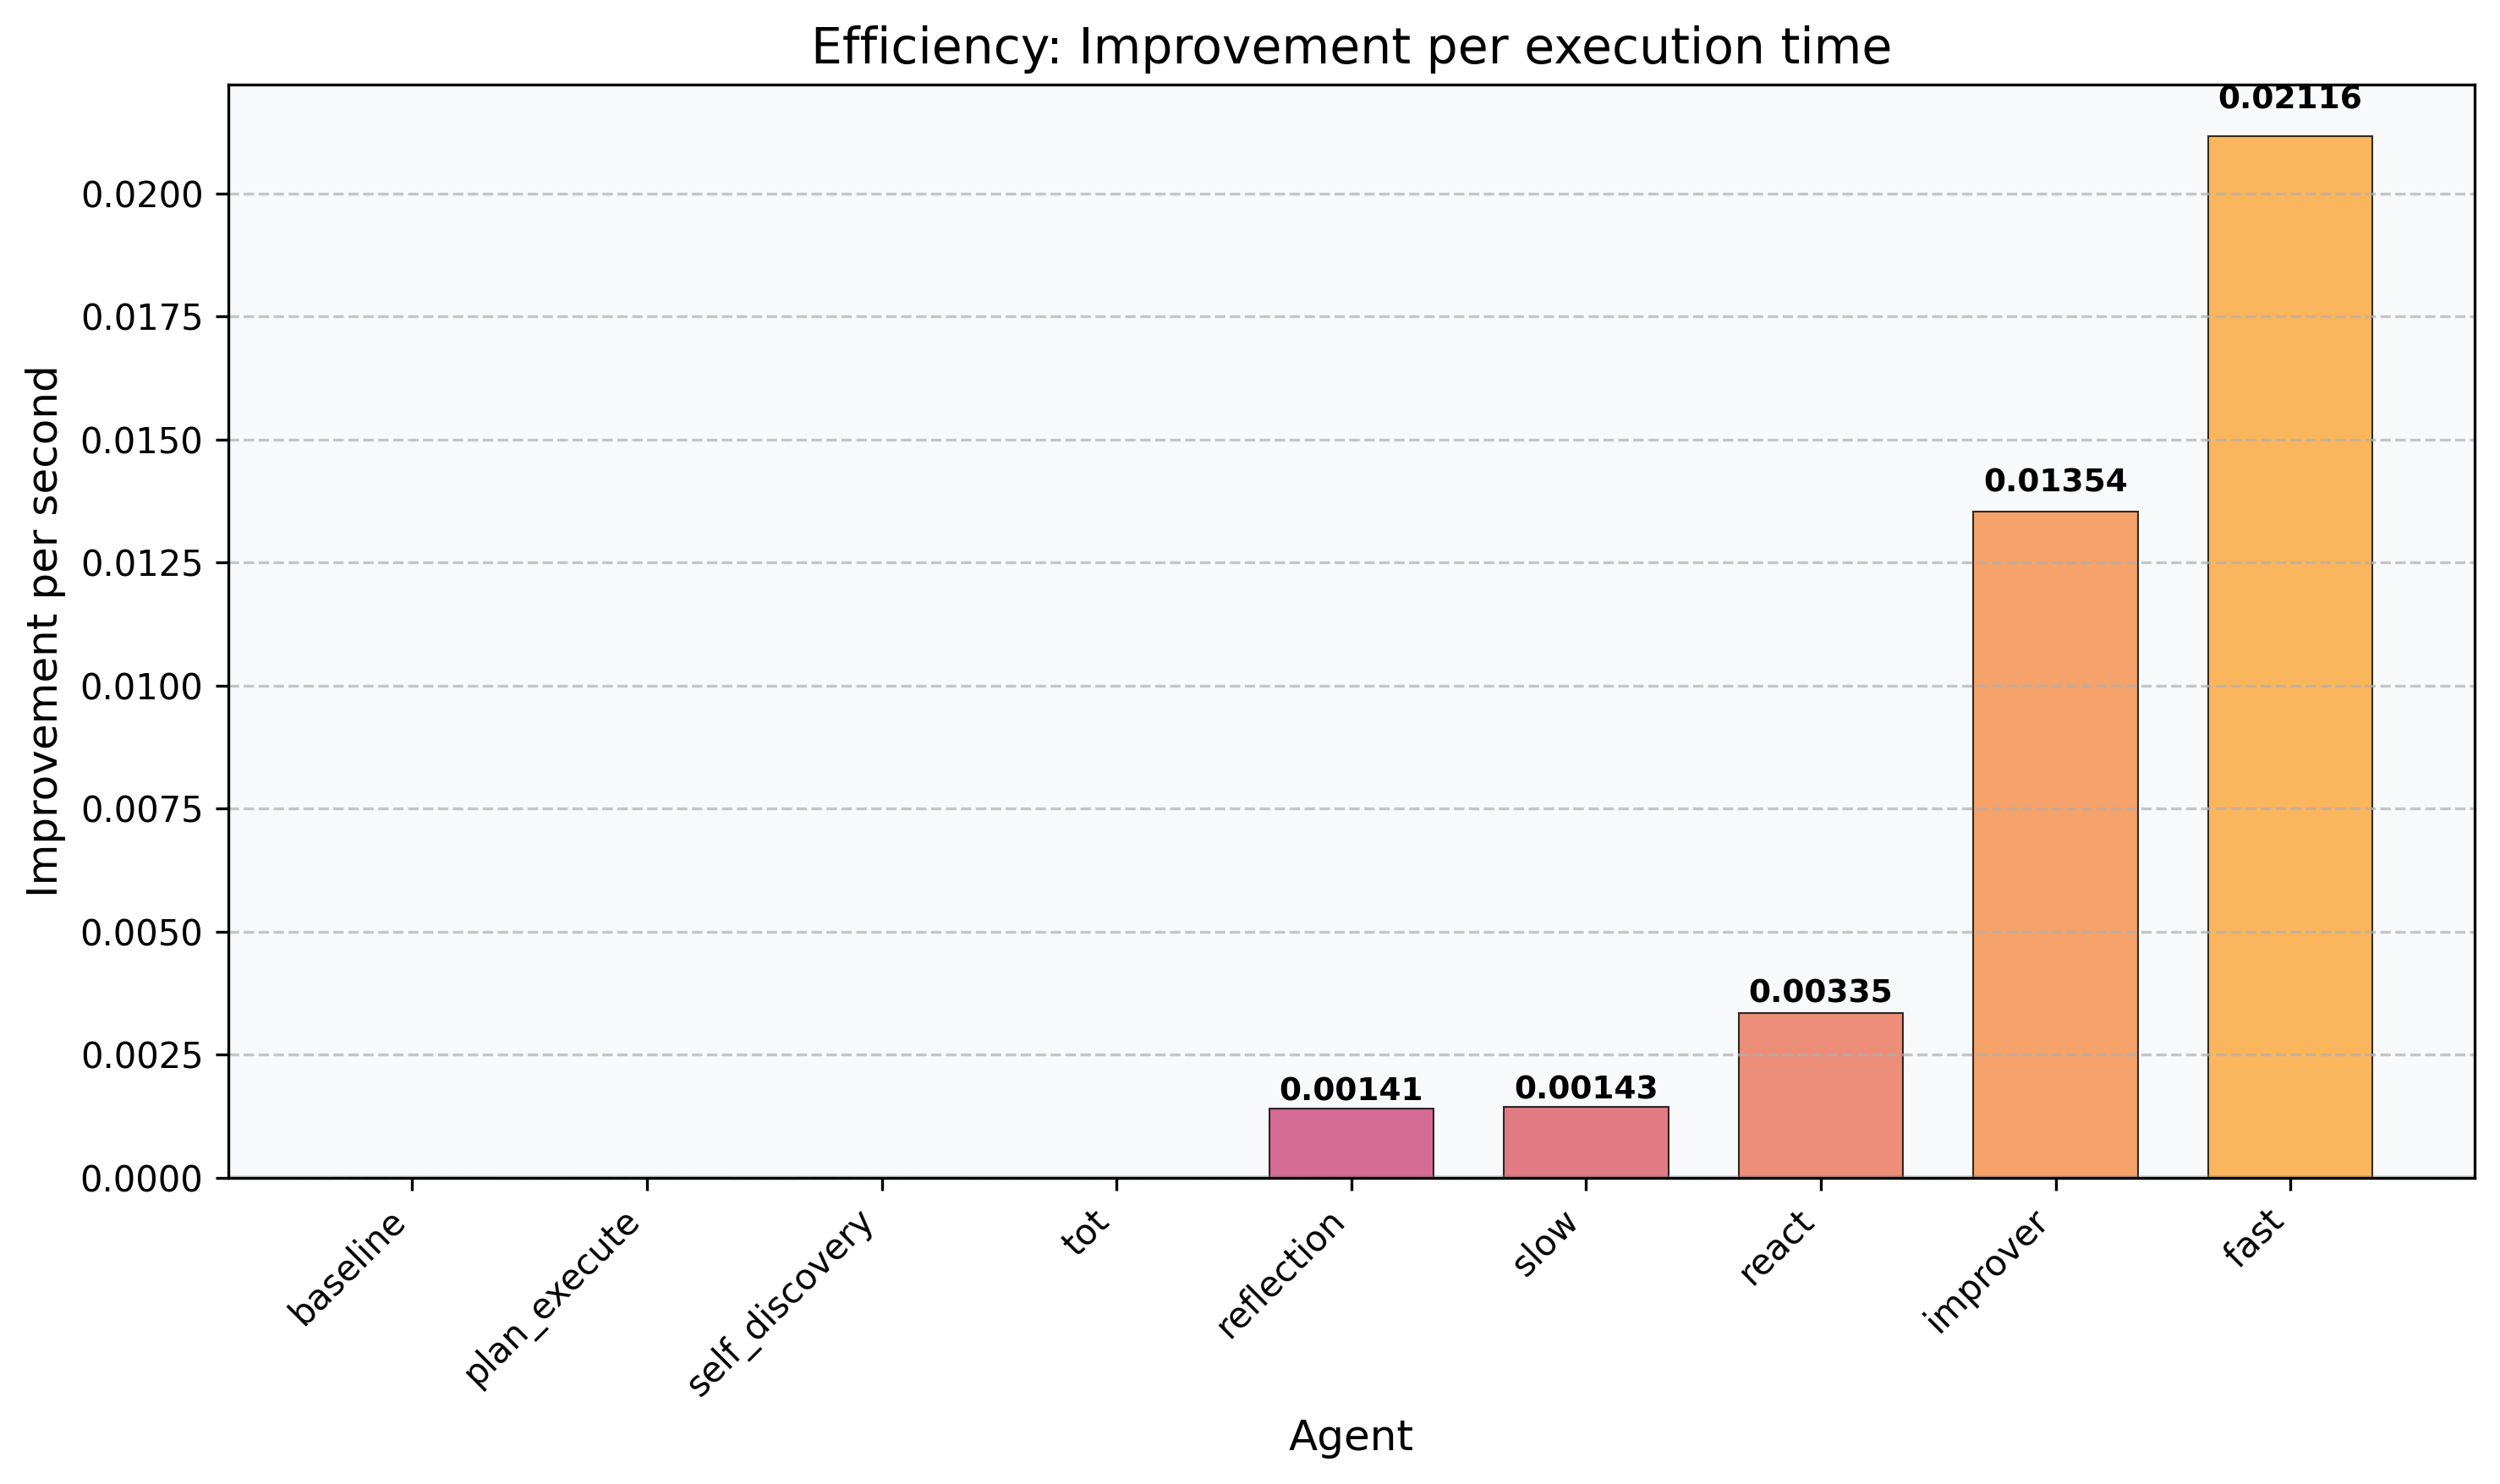 Efficiency: Improvement per execution time
0.02116
0.0200
0.0175
0.0150
0.01354
0.0125
0.0100
0.0075
0.0050
0.00335
0.0025
0.00141
0.00143
0.0000
Improvement per second
baseline
plan_execute
self_discovery
tot
reflection
slow
react
improver
fast
Agent